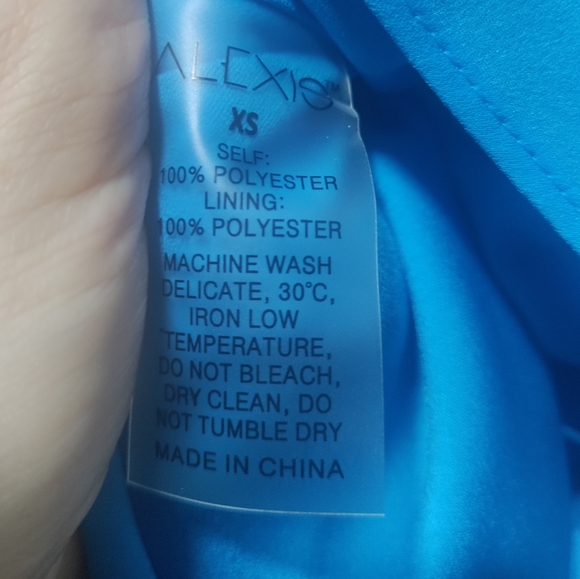 ALEXIS™
XS
SELF:
100% POLYESTER
LINING:
100% POLYESTER
MACHINE WASH
DELICATE, 30°C,
IRON LOW
TEMPERATURE,
DO NOT BLEACH,
DRY CLEAN, DO
NOT TUMBLE DRY
MADE IN CHINA